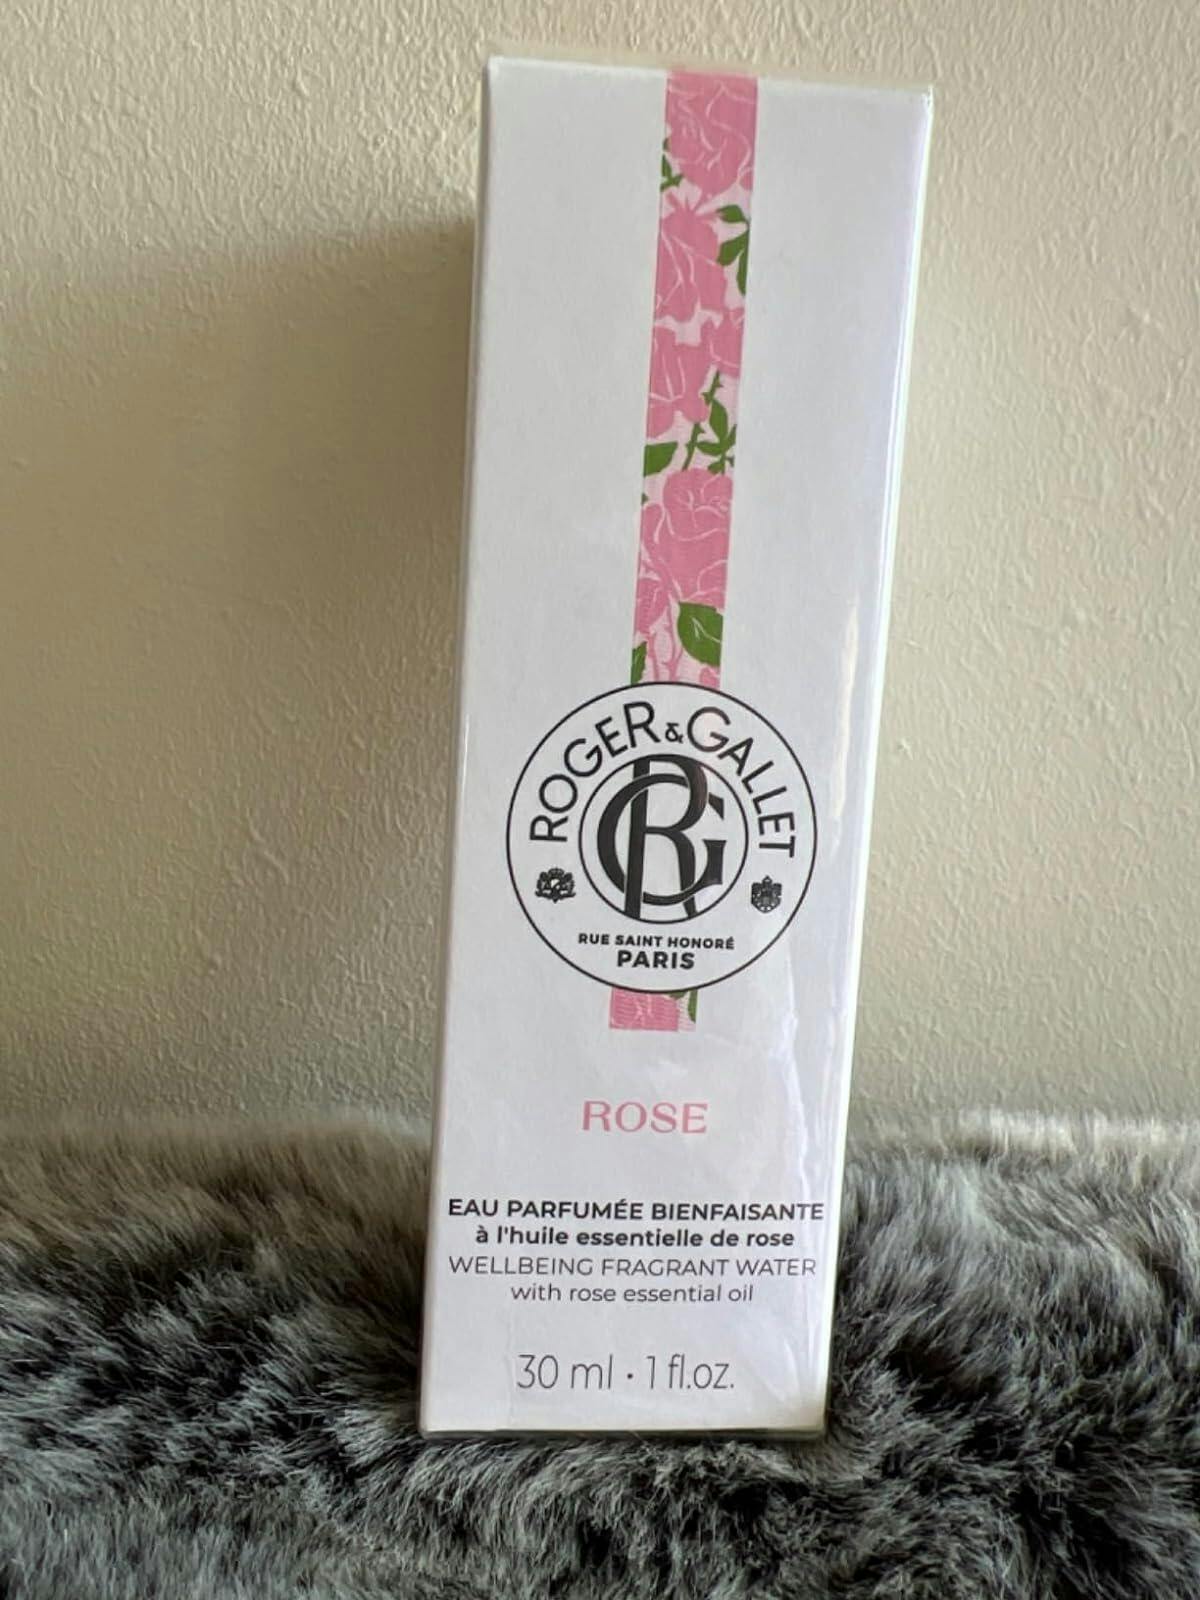 ROGER & GALLET
RG
RUE SAINT HONORÉ
PARIS
ROSE
EAU PARFUMÉE BIENFAISANTE
à l'huile essentielle de rose
WELLBEING FRAGRANT WATER
with rose essential oil
30 ml • 1 fl.oz.